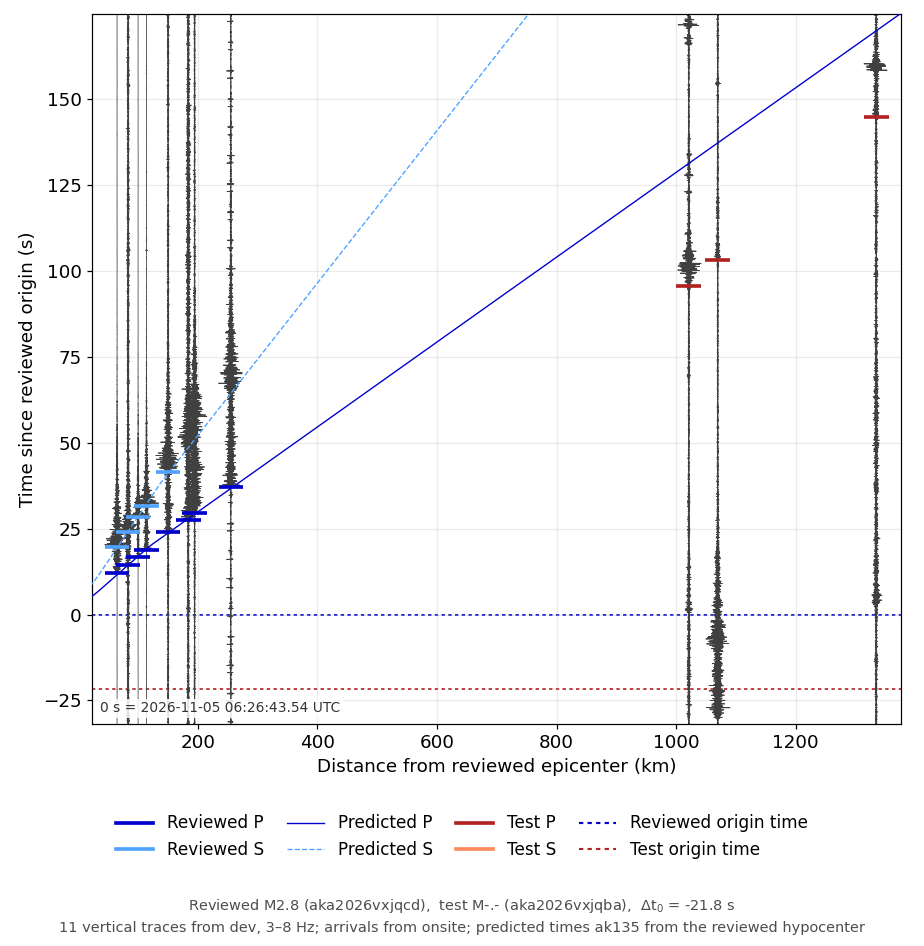 Time since reviewed origin (s)
150
125
100
75
50
25
0
−25
0 s = 2026-11-05 06:26:43.54 UTC
200 400 600 800 1000 1200
Distance from reviewed epicenter (km)
Reviewed P Predicted P Test P Reviewed origin time
Reviewed S Predicted S Test S Test origin time
Reviewed M2.8 (aka2026vxjqcd), test M-.- (aka2026vxjqba), Δt₀ = -21.8 s
11 vertical traces from dev, 3–8 Hz; arrivals from onsite; predicted times ak135 from the reviewed hypocenter